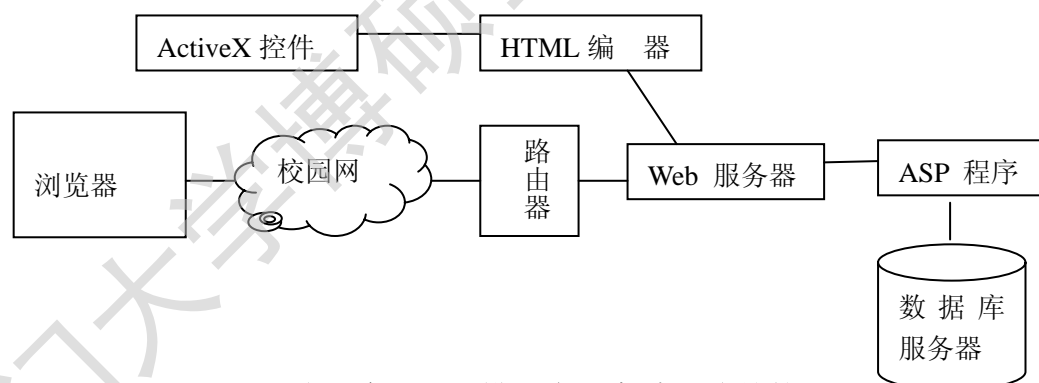 ActiveX 控件
HTML 编 器
浏览器
校园网
路
由
器
Web 服务器
ASP 程序
数 据 库
服务器